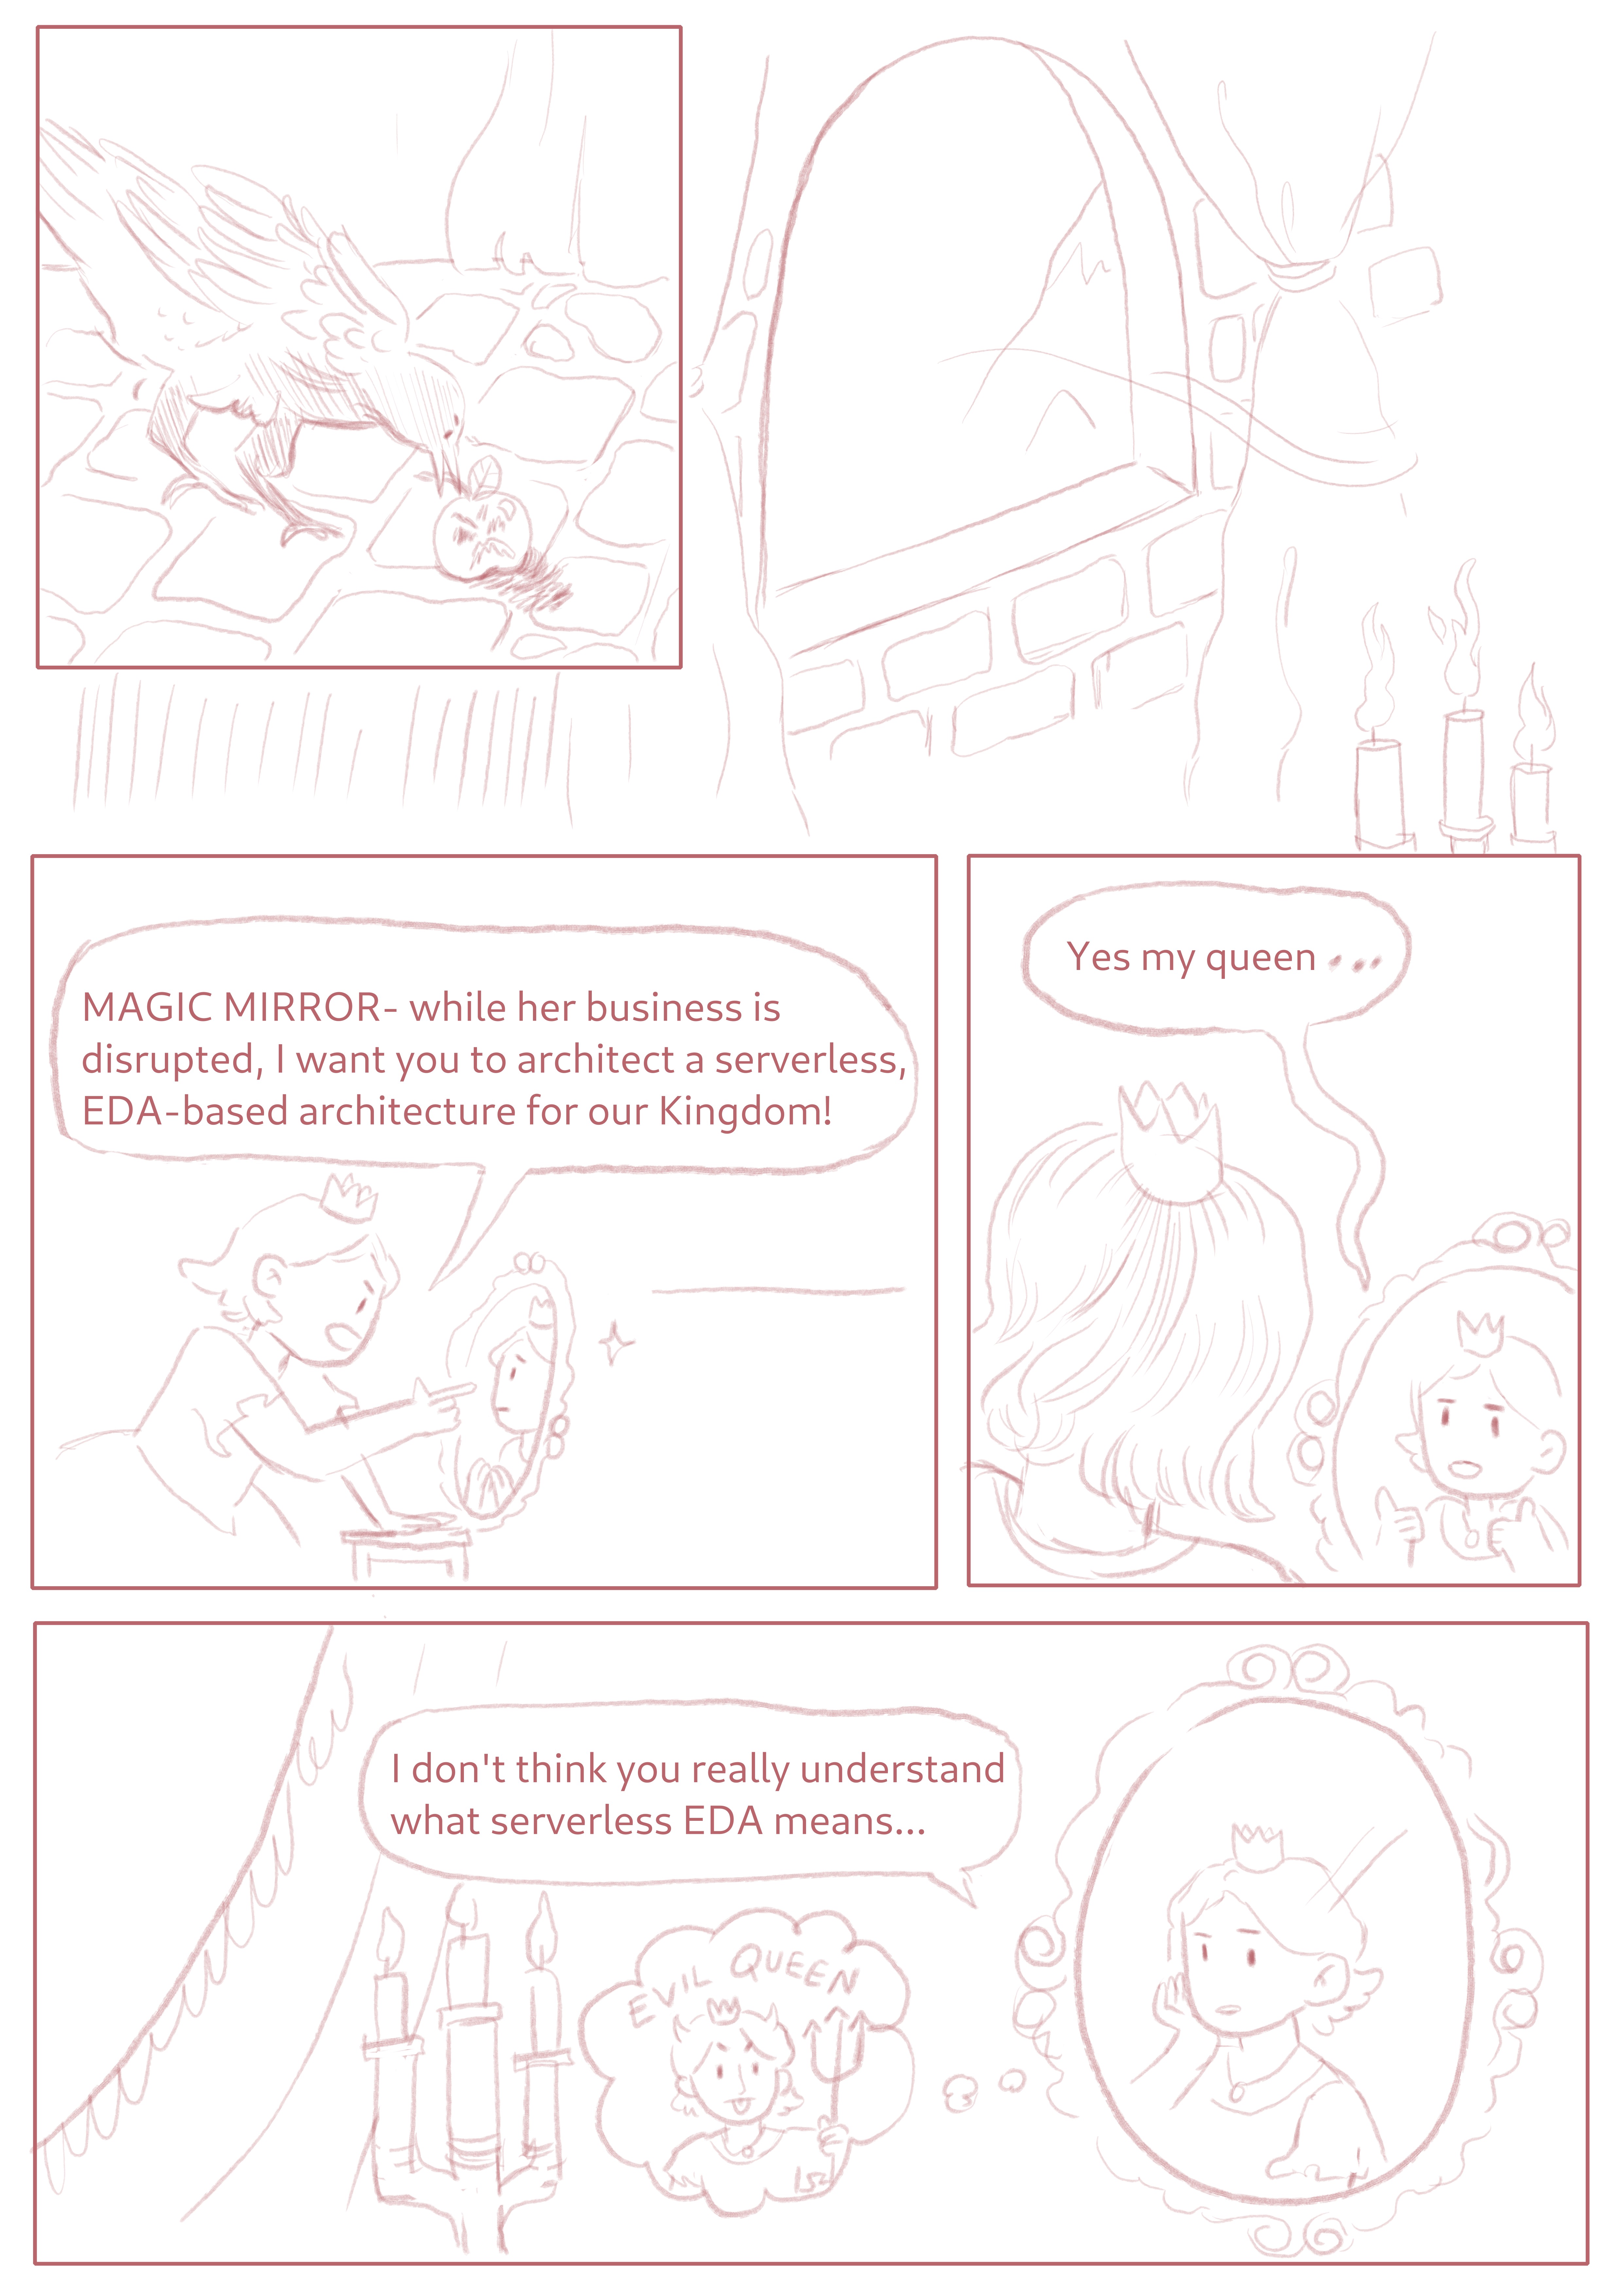 MAGIC MIRROR- while her business is
disrupted, I want you to architect a serverless,
EDA-based architecture for our Kingdom!
Yes my queen ...
I don't think you really understand
what serverless EDA means...
EVIL QUEEN